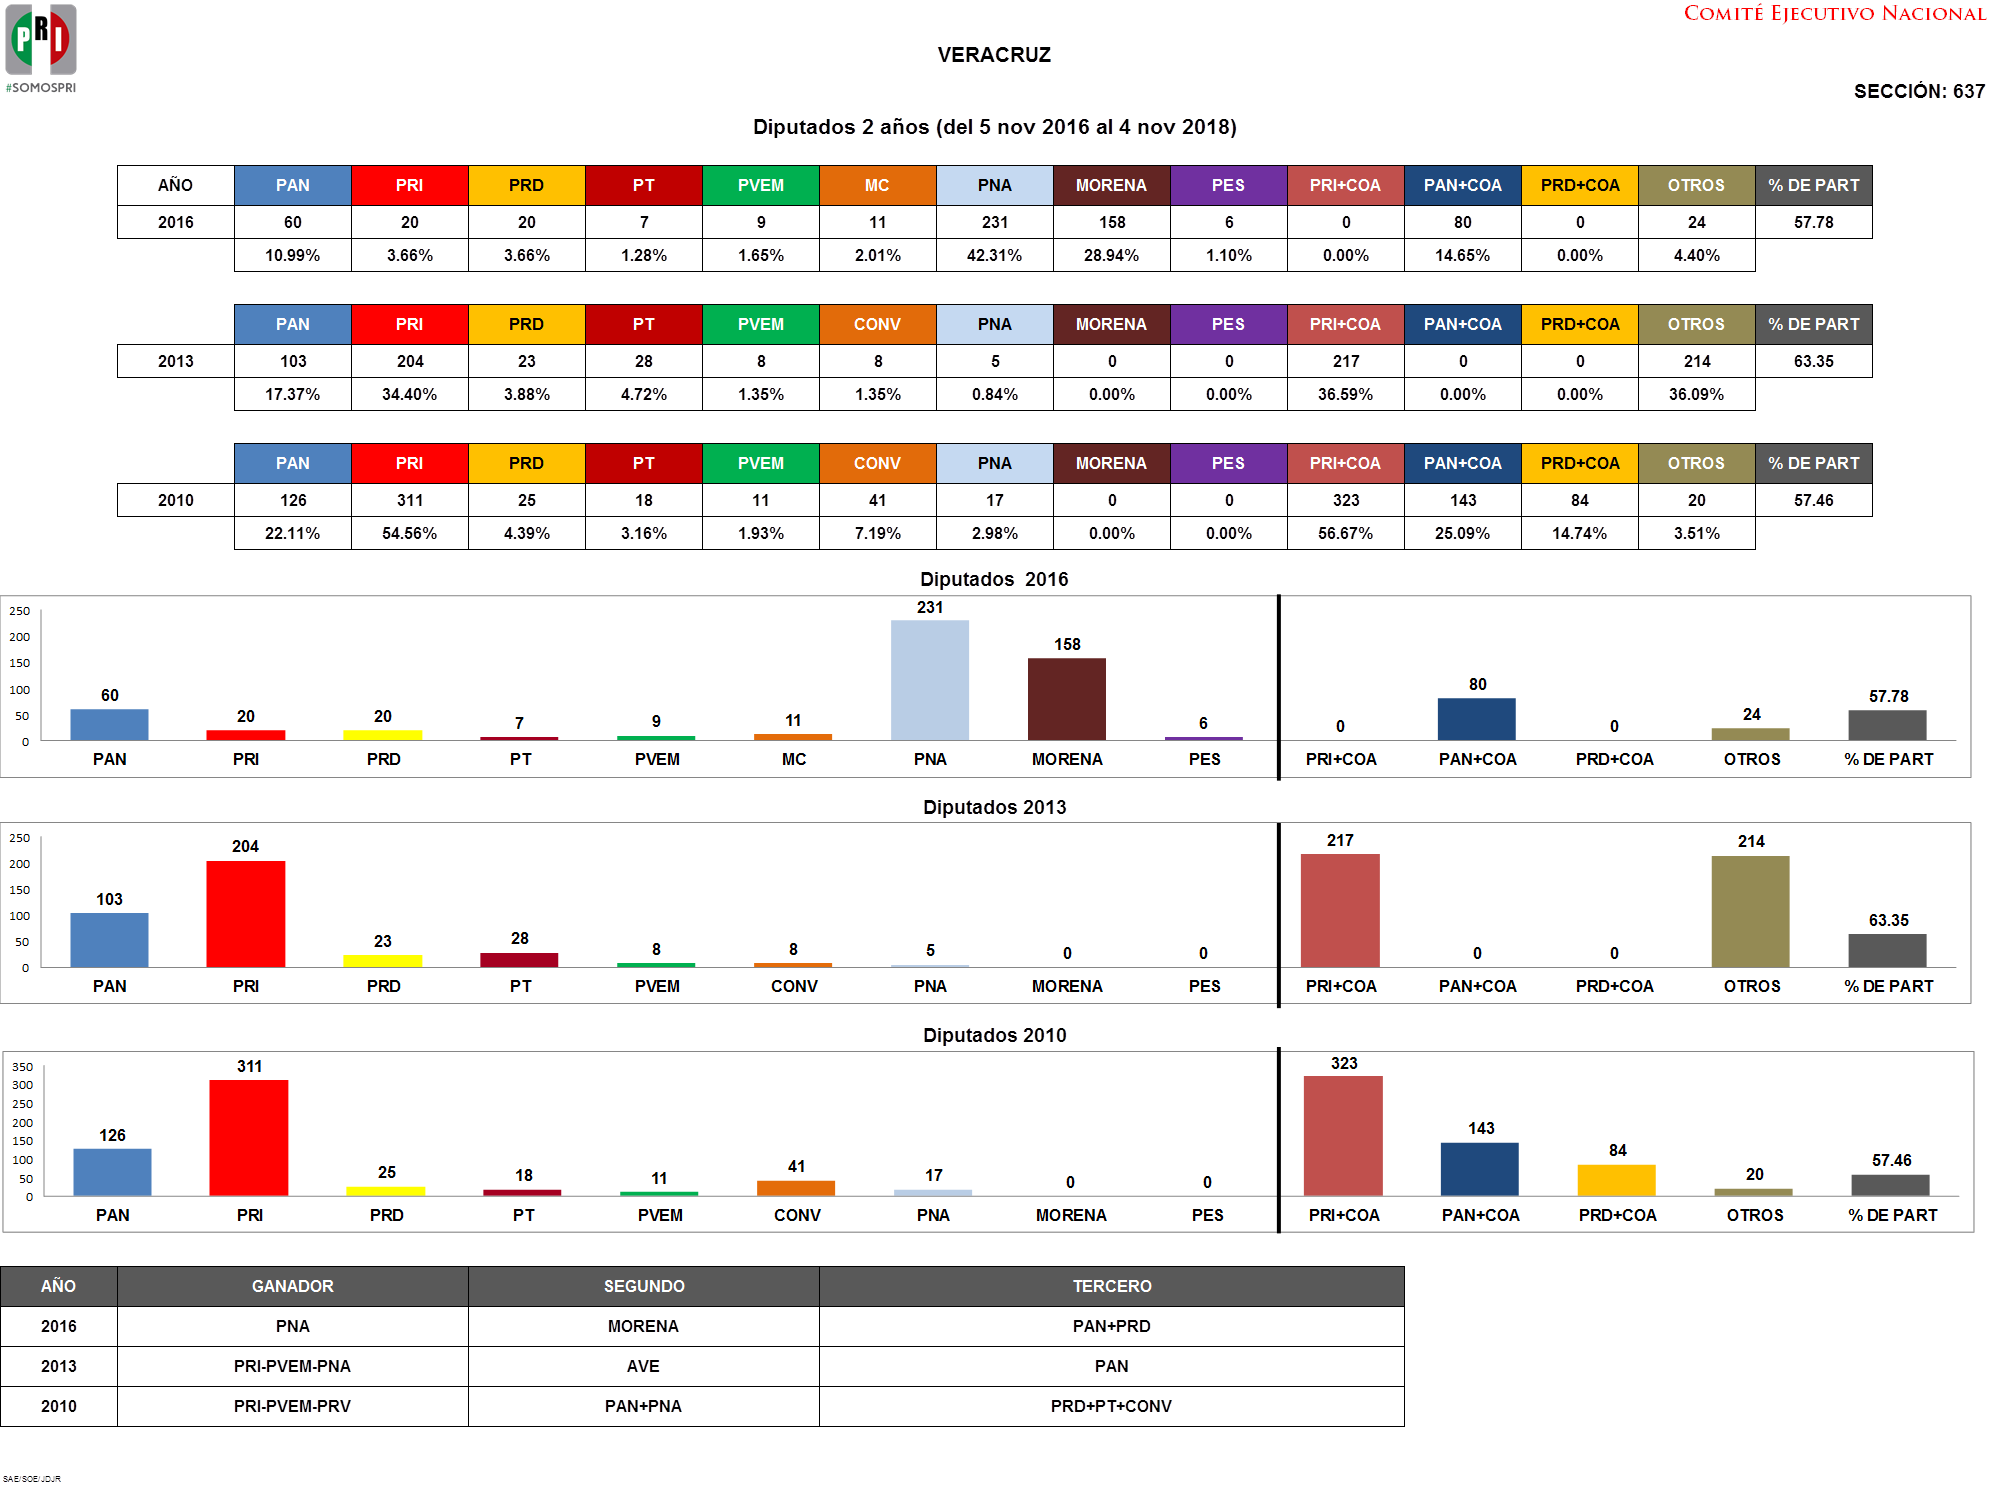 PRI
#SOMOSPRI
COMITÉ EJECUTIVO NACIONAL
VERACRUZ
SECCIÓN: 637
Diputados 2 años (del 5 nov 2016 al 4 nov 2018)
AÑO PAN PRI PRD PT PVEM MC PNA MORENA PES PRI+COA PAN+COA PRD+COA OTROS % DE PART
2016 60 20 20 7 9 11 231 158 6 0 80 0 24 57.78
10.99% 3.66% 3.66% 1.28% 1.65% 2.01% 42.31% 28.94% 1.10% 0.00% 14.65% 0.00% 4.40%
PAN PRI PRD PT PVEM CONV PNA MORENA PES PRI+COA PAN+COA PRD+COA OTROS % DE PART
2013 103 204 23 28 8 8 5 0 0 217 0 0 214 63.35
17.37% 34.40% 3.88% 4.72% 1.35% 1.35% 0.84% 0.00% 0.00% 36.59% 0.00% 0.00% 36.09%
PAN PRI PRD PT PVEM CONV PNA MORENA PES PRI+COA PAN+COA PRD+COA OTROS % DE PART
2010 126 311 25 18 11 41 17 0 0 323 143 84 20 57.46
22.11% 54.56% 4.39% 3.16% 1.93% 7.19% 2.98% 0.00% 0.00% 56.67% 25.09% 14.74% 3.51%
Diputados 2016
250
200
150
100
50
0
60 20 20 7 9 11 231 158 6 0 80 0 24 57.78
PAN PRI PRD PT PVEM MC PNA MORENA PES PRI+COA PAN+COA PRD+COA OTROS % DE PART
Diputados 2013
250
200
150
100
50
0
103 204 23 28 8 8 5 0 0 217 0 0 214 63.35
PAN PRI PRD PT PVEM CONV PNA MORENA PES PRI+COA PAN+COA PRD+COA OTROS % DE PART
Diputados 2010
350
300
250
200
150
100
50
0
126 311 25 18 11 41 17 0 0 323 143 84 20 57.46
PAN PRI PRD PT PVEM CONV PNA MORENA PES PRI+COA PAN+COA PRD+COA OTROS % DE PART
AÑO GANADOR SEGUNDO TERCERO
2016 PNA MORENA PAN+PRD
2013 PRI-PVEM-PNA AVE PAN
2010 PRI-PVEM-PRV PAN+PNA PRD+PT+CONV
SAE/SOE/JDJR